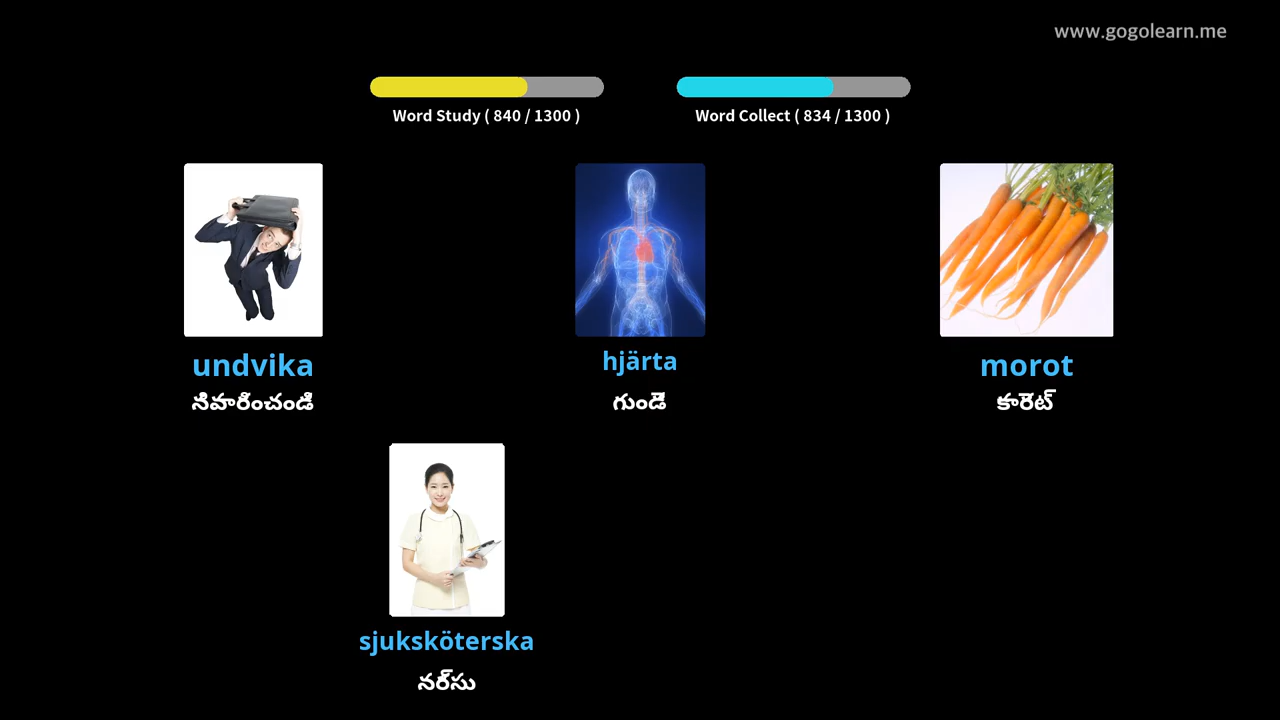 www.gogolearn.me
Word Study ( 840 / 1300 )
Word Collect ( 834 / 1300 )
undvika
నివారించండి
hjärta
గుండె
morot
కారెట్
sjuksköterska
నర్సు